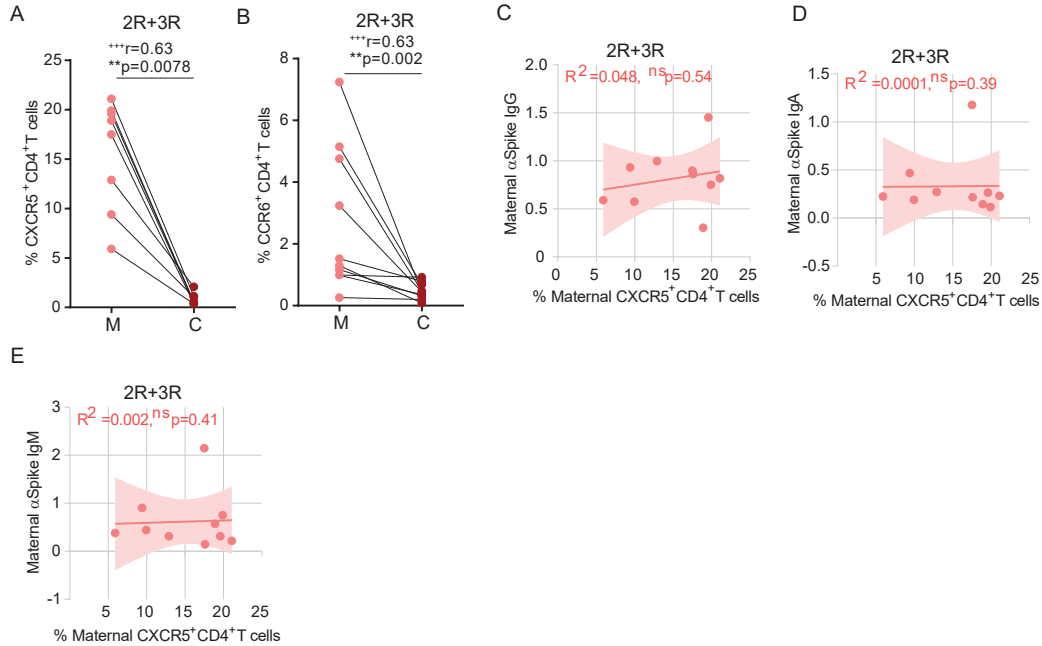 A
2R+3R
+++r=0.63
**p=0.0078
% CXCR5+CD4+T cells
25
20
15
10
5
0
M C
B
2R+3R
+++r=0.63
**p=0.002
% CCR6+CD4+T cells
8
6
4
2
0
M C
C
2R+3R
R2 =0.048, nsp=0.54
Maternal αSpike IgG
2.0
1.5
1.0
0.5
0
0 5 10 15 20 25
% Maternal CXCR5+CD4+T cells
D
2R+3R
R2 =0.0001,nsp=0.39
Maternal αSpike IgA
1.5
1.0
0.5
0.0
-0.5
5 10 15 20 25
% Maternal CXCR5+CD4+T cells
E
2R+3R
R2 =0.002,nsp=0.41
Maternal αSpike IgM
3
2
1
0
-1
5 10 15 20 25
% Maternal CXCR5+CD4+T cells